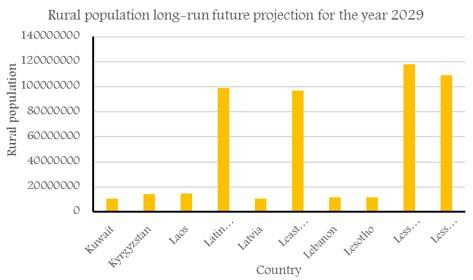 Rural population long-run future projection for the year 2029
Rural population
140000000
120000000
100000000
80000000
60000000
40000000
20000000
0
Kuwait
Kyrgyzstan
Laos
Latin…
Latvia
Least…
Lebanon
Lesotho
Less…
Less…
Country